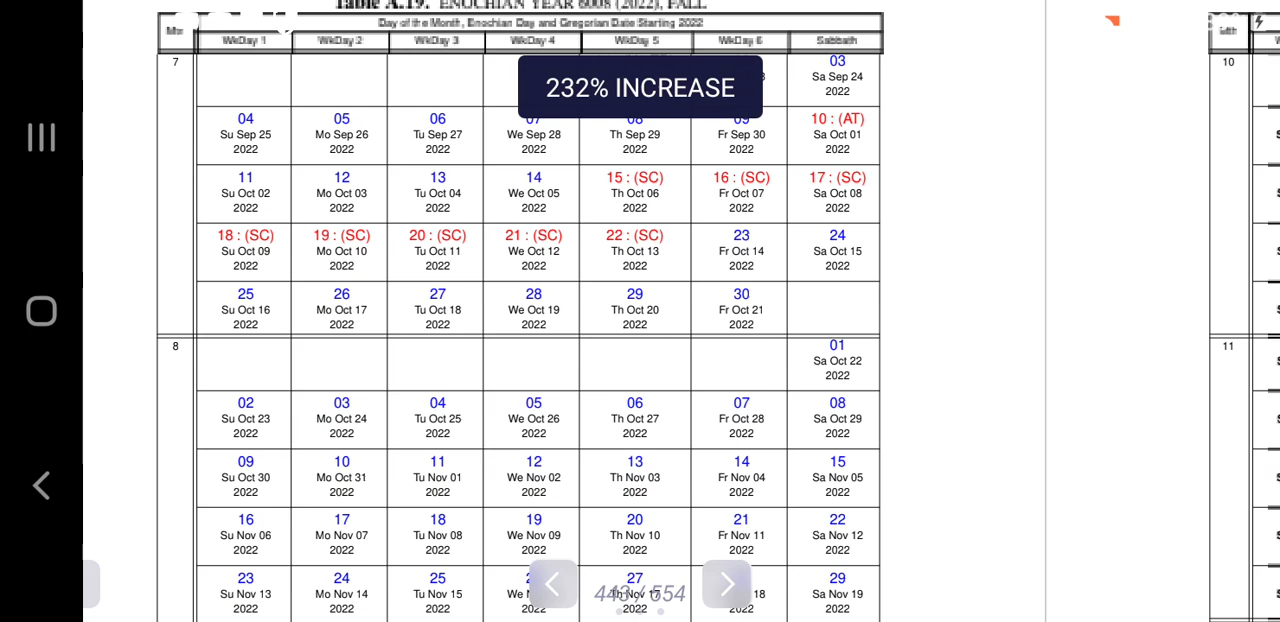 Table A.19. ENOCHIAN YEAR 6008 (2022), FALL
Day of the Month, Enochian Day and Gregorian Date Starting 2022
Mth WkDay 1 WkDay 2 WkDay 3 WkDay 4 WkDay 5 WkDay 6 Sabbath
232% INCREASE
7 03
Sa Sep 24
2022
04 05 06 07 08 09 10 : (AT)
Su Sep 25 Mo Sep 26 Tu Sep 27 We Sep 28 Th Sep 29 Fr Sep 30 Sa Oct 01
2022 2022 2022 2022 2022 2022 2022
11 12 13 14 15 : (SC) 16 : (SC) 17 : (SC)
Su Oct 02 Mo Oct 03 Tu Oct 04 We Oct 05 Th Oct 06 Fr Oct 07 Sa Oct 08
2022 2022 2022 2022 2022 2022 2022
18 : (SC) 19 : (SC) 20 : (SC) 21 : (SC) 22 : (SC) 23 24
Su Oct 09 Mo Oct 10 Tu Oct 11 We Oct 12 Th Oct 13 Fr Oct 14 Sa Oct 15
2022 2022 2022 2022 2022 2022 2022
25 26 27 28 29 30
Su Oct 16 Mo Oct 17 Tu Oct 18 We Oct 19 Th Oct 20 Fr Oct 21
2022 2022 2022 2022 2022 2022
8 01
Sa Oct 22
2022
02 03 04 05 06 07 08
Su Oct 23 Mo Oct 24 Tu Oct 25 We Oct 26 Th Oct 27 Fr Oct 28 Sa Oct 29
2022 2022 2022 2022 2022 2022 2022
09 10 11 12 13 14 15
Su Oct 30 Mo Oct 31 Tu Nov 01 We Nov 02 Th Nov 03 Fr Nov 04 Sa Nov 05
2022 2022 2022 2022 2022 2022 2022
16 17 18 19 20 21 22
Su Nov 06 Mo Nov 07 Tu Nov 08 We Nov 09 Th Nov 10 Fr Nov 11 Sa Nov 12
2022 2022 2022 2022 2022 2022 2022
23 24 25 27 29
Su Nov 13 Mo Nov 14 Tu Nov 15 We Nov 17 18 Sa Nov 19
2022 2022 2022 2022 2022 2022 2022
443 / 554
10
11